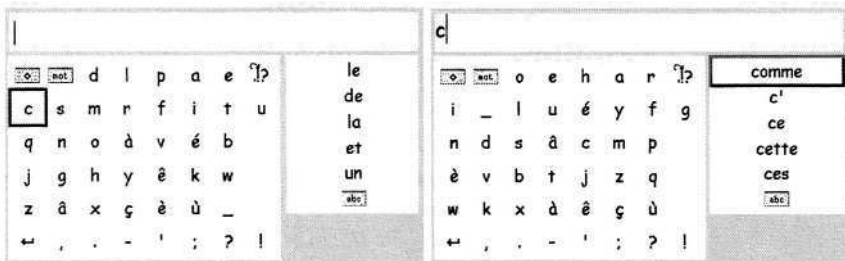 mot d l p a e ]!?
c s m r f i t u
q n o à v é b
j g h y ê k w
z â x ç è ù _
↵ , . - ' ; ? !
le
de
la
et
un
abc
c
mot o e h a r ]!?
i _ l u é y f g
n d s â c m p
è v b t j z q
w k x à ê ç ù
↵ , . - ' ; ? !
comme
c'
ce
cette
ces
abc